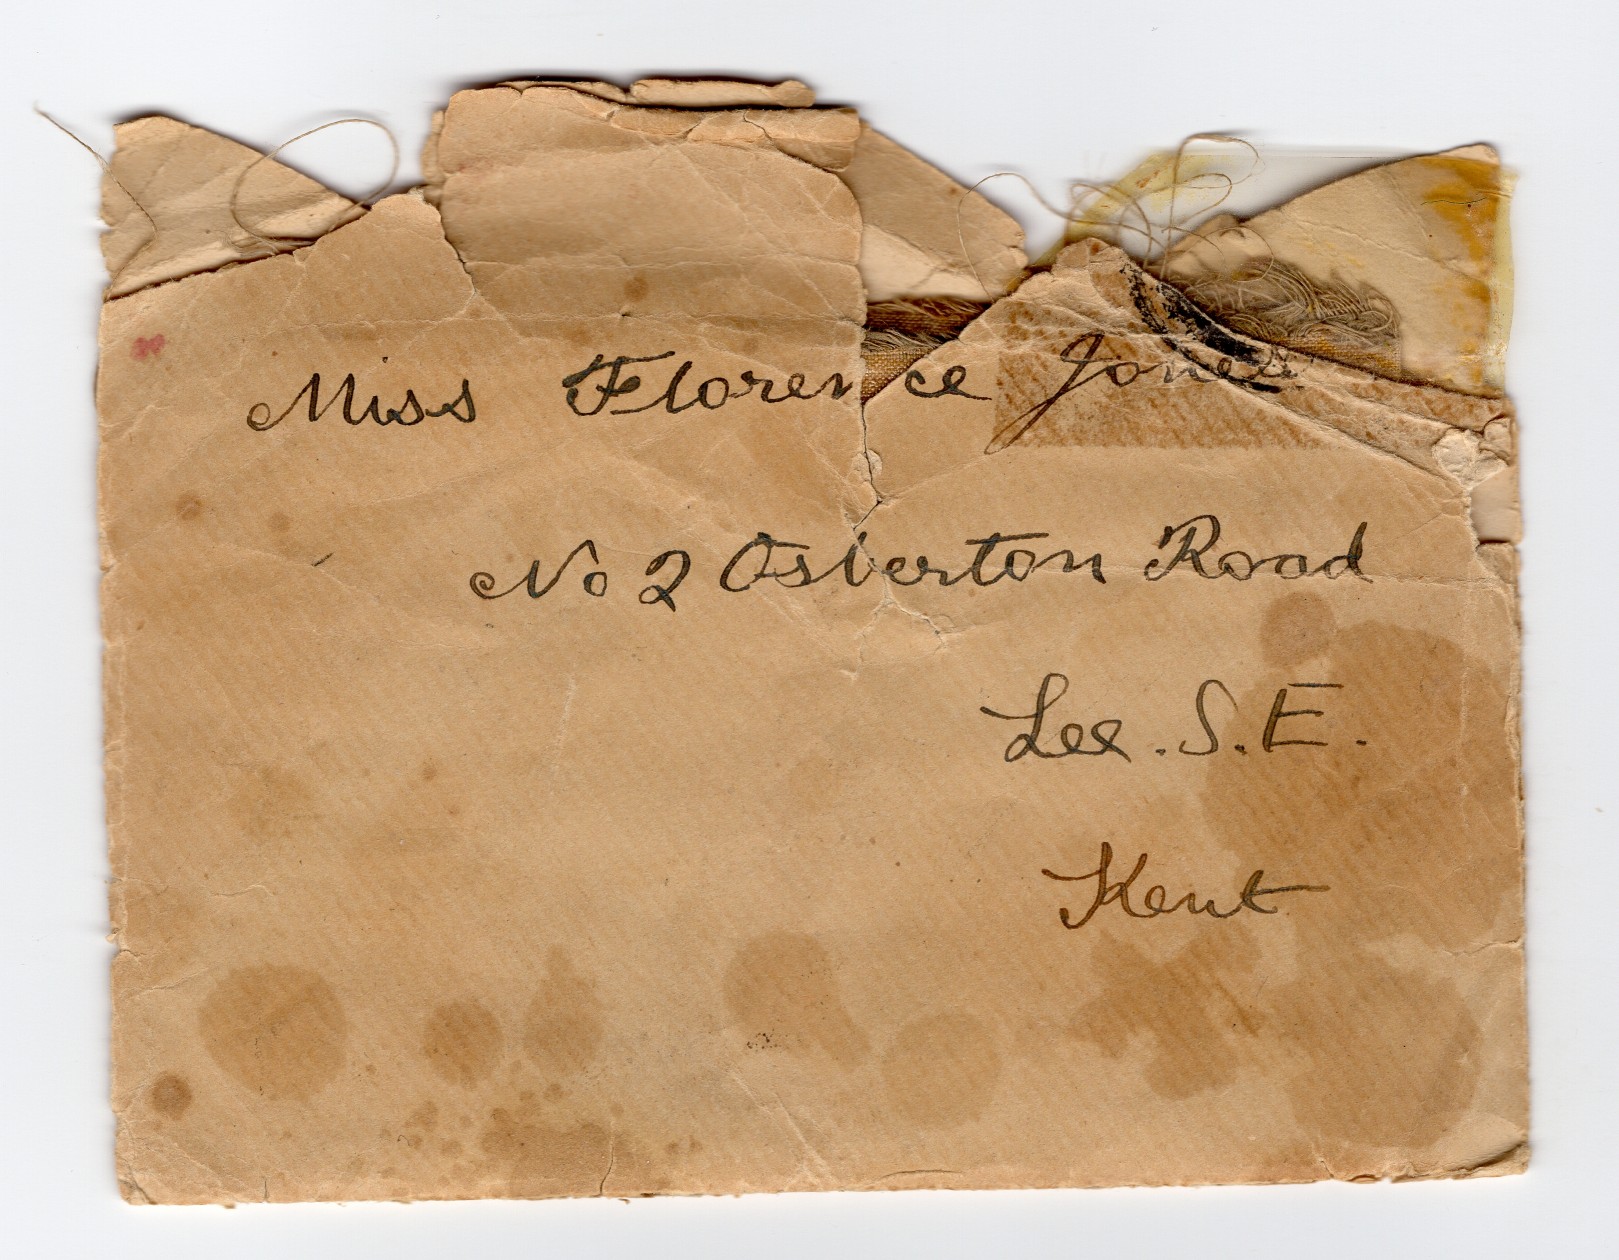 Miss Florence Jones
No 2 Osberton Road
Lee. S. E.
Kent